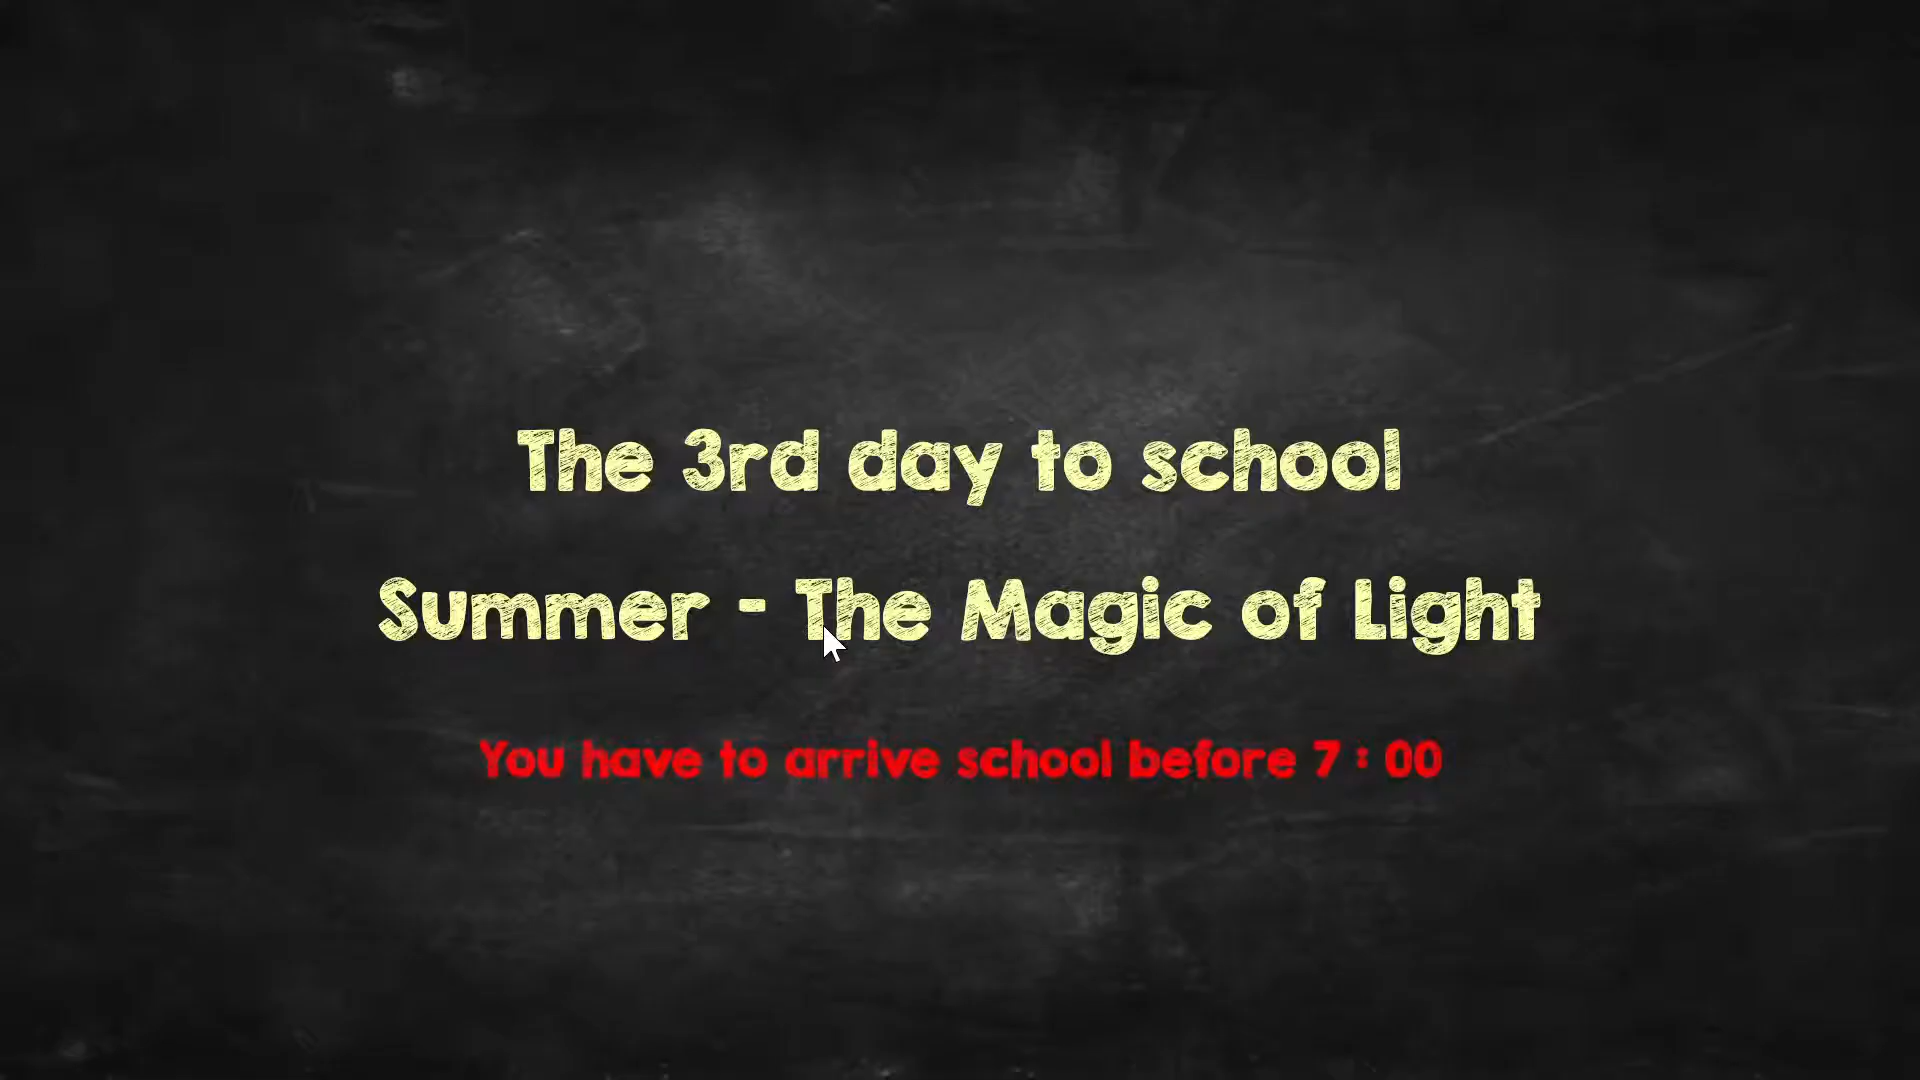 The 3rd day to school
Summer - The Magic of Light
You have to arrive school before 7 : 00